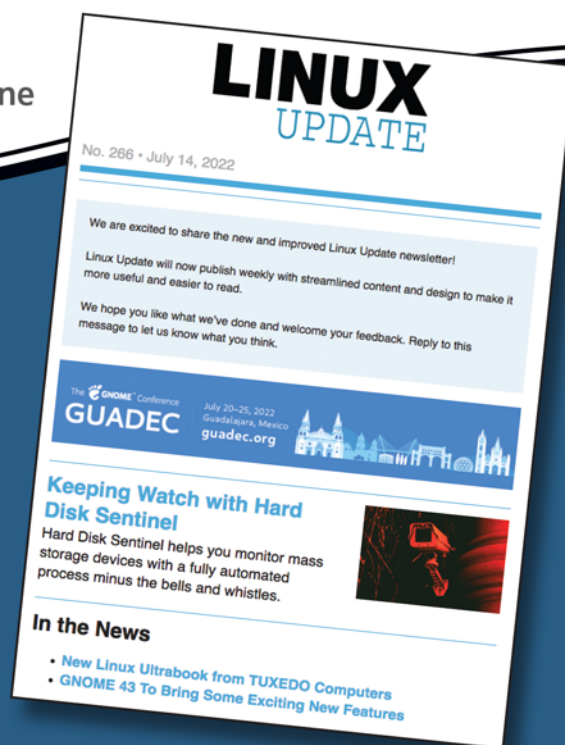 ne
LINUX
UPDATE
No. 266 • July 14, 2022
We are excited to share the new and improved Linux Update newsletter!
Linux Update will now publish weekly with streamlined content and design to make it
more useful and easier to read.
We hope you like what we've done and welcome your feedback. Reply to this
message to let us know what you think.
The GNOME™ Conference
GUADEC
July 20–25, 2022
Guadalajara, Mexico
guadec.org
Keeping Watch with Hard
Disk Sentinel
Hard Disk Sentinel helps you monitor mass
storage devices with a fully automated
process minus the bells and whistles.
In the News
• New Linux Ultrabook from TUXEDO Computers
• GNOME 43 To Bring Some Exciting New Features